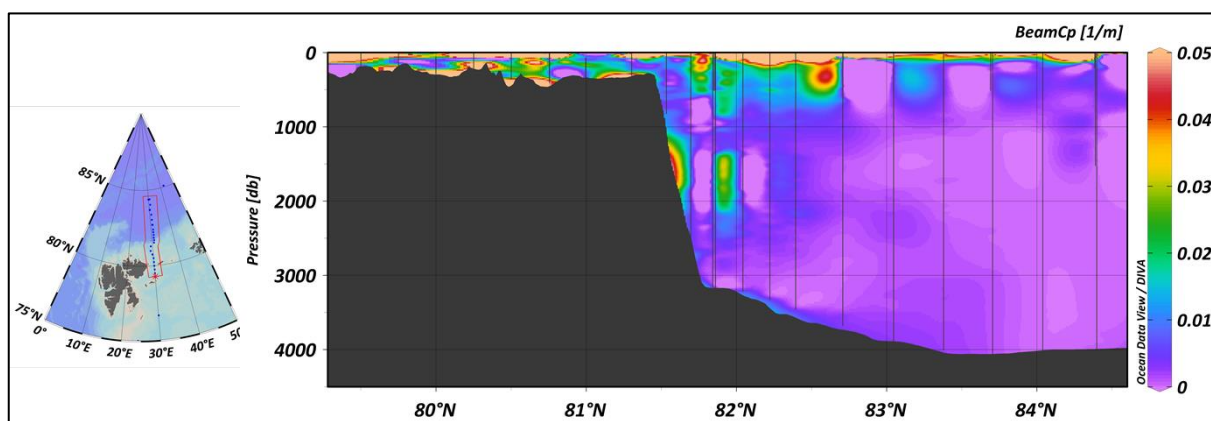 BeamCp [1/m]
0
1000
2000
3000
4000
Pressure [db]
80°N
81°N
82°N
83°N
84°N
0.05
0.04
0.03
0.02
0.01
0
Ocean Data View / DIVA
85°N
80°N
75°N
0°
10°E
20°E
30°E
40°E